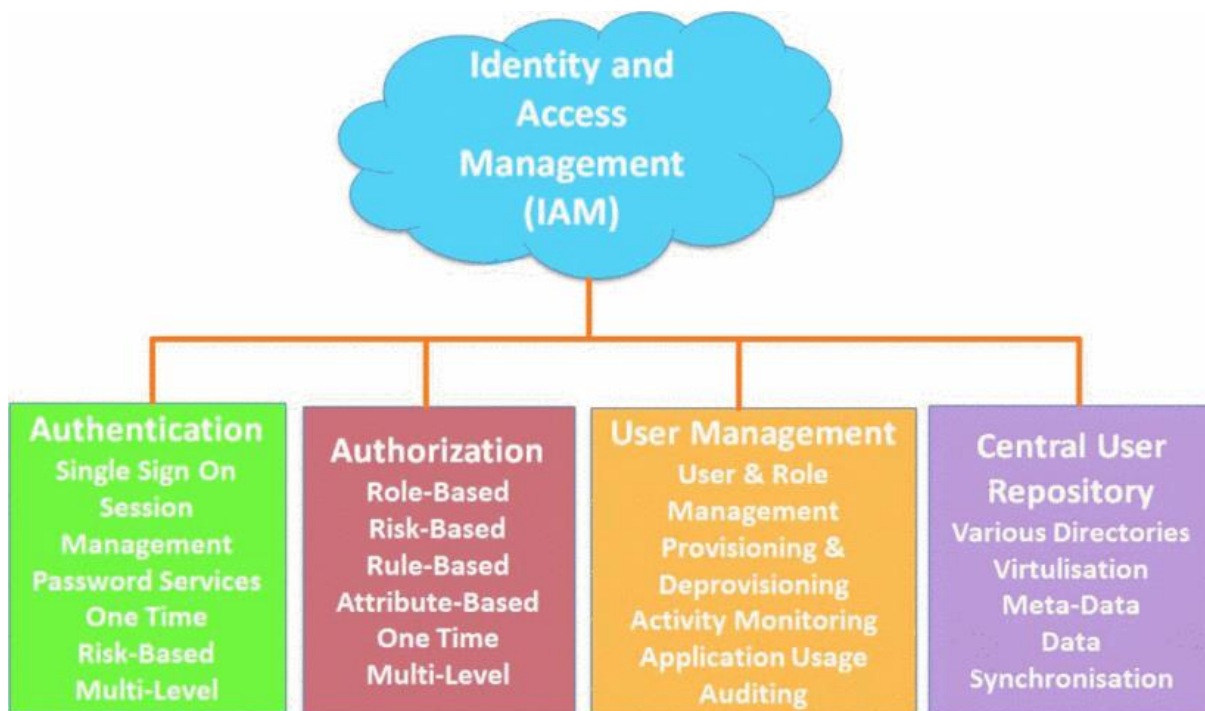 Identity and
Access
Management
(IAM)
Authentication
Single Sign On
Session
Management
Password Services
One Time
Risk-Based
Multi-Level
Authorization
Role-Based
Risk-Based
Rule-Based
Attribute-Based
One Time
Multi-Level
User Management
User & Role
Management
Provisioning &
Deprovisioning
Activity Monitoring
Application Usage
Auditing
Central User
Repository
Various Directories
Virtulisation
Meta-Data
Data
Synchronisation